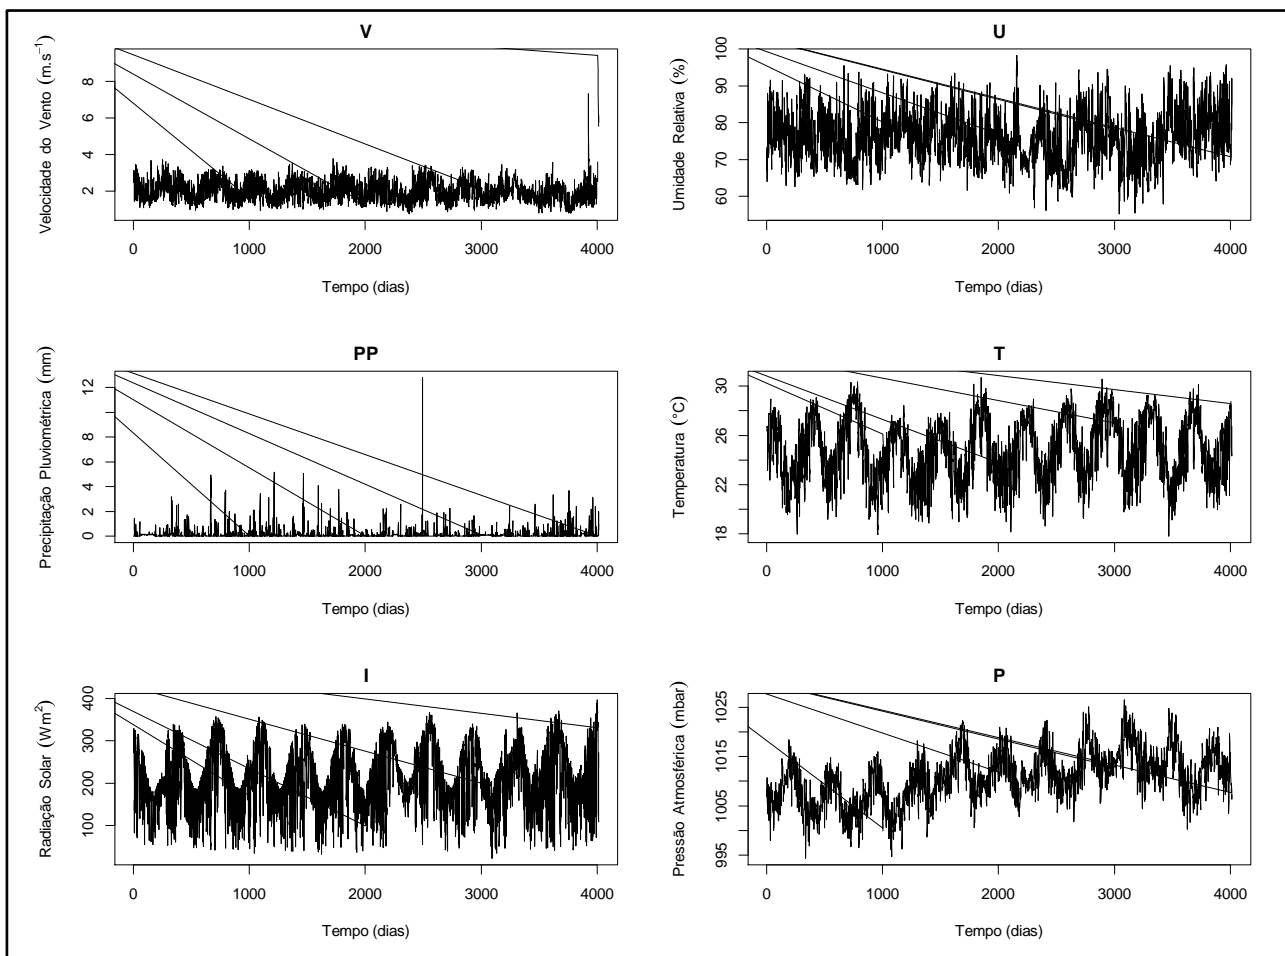 V
Velocidade do Vento (m.s⁻¹)
2 4 6 8
0 1000 2000 3000 4000
Tempo (dias)
U
Umidade Relativa (%)
60 70 80 90 100
0 1000 2000 3000 4000
Tempo (dias)
PP
Precipitação Pluviométrica (mm)
0 2 4 6 8 12
0 1000 2000 3000 4000
Tempo (dias)
T
Temperatura (°C)
18 22 26 30
0 1000 2000 3000 4000
Tempo (dias)
I
Radiação Solar (Wm²)
100 200 300 400
0 1000 2000 3000 4000
Tempo (dias)
P
Pressão Atmosférica (mbar)
995 1005 1015 1025
0 1000 2000 3000 4000
Tempo (dias)